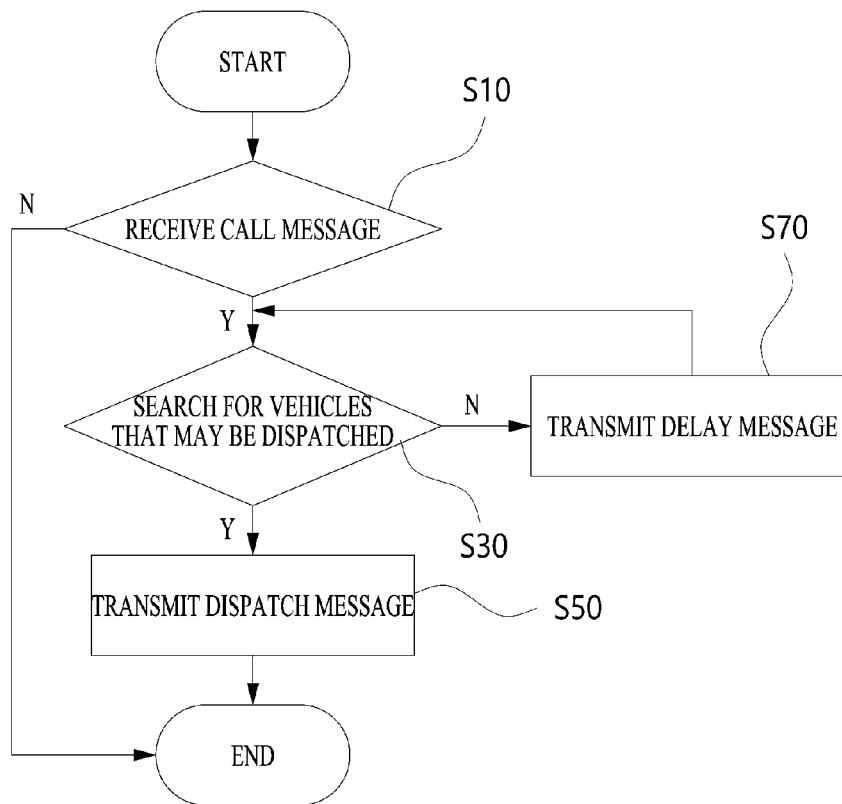 START
S10
N
RECEIVE CALL MESSAGE
S70
Y
SEARCH FOR VEHICLES
THAT MAY BE DISPATCHED
N
TRANSMIT DELAY MESSAGE
Y
S30
TRANSMIT DISPATCH MESSAGE
S50
END